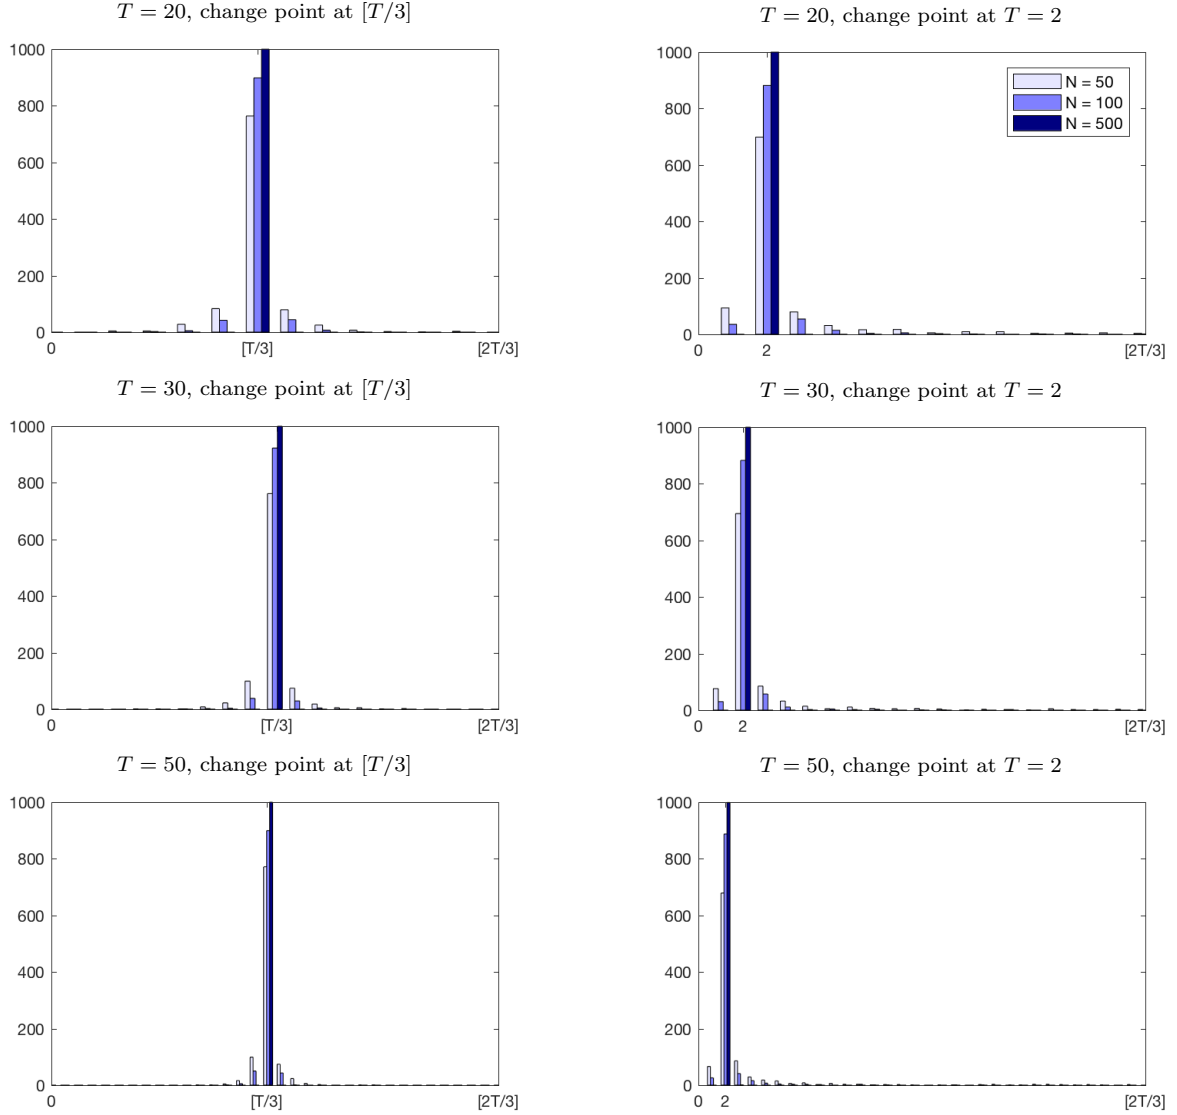 T = 20, change point at [T/3]
1000
800
600
400
200
0
0 [T/3] [2T/3]
T = 20, change point at T = 2
1000
800
600
400
200
0
0 2 [2T/3]
N = 50
N = 100
N = 500
T = 30, change point at [T/3]
1000
800
600
400
200
0
0 [T/3] [2T/3]
T = 30, change point at T = 2
1000
800
600
400
200
0
0 2 [2T/3]
T = 50, change point at [T/3]
1000
800
600
400
200
0
0 [T/3] [2T/3]
T = 50, change point at T = 2
1000
800
600
400
200
0
0 2 [2T/3]